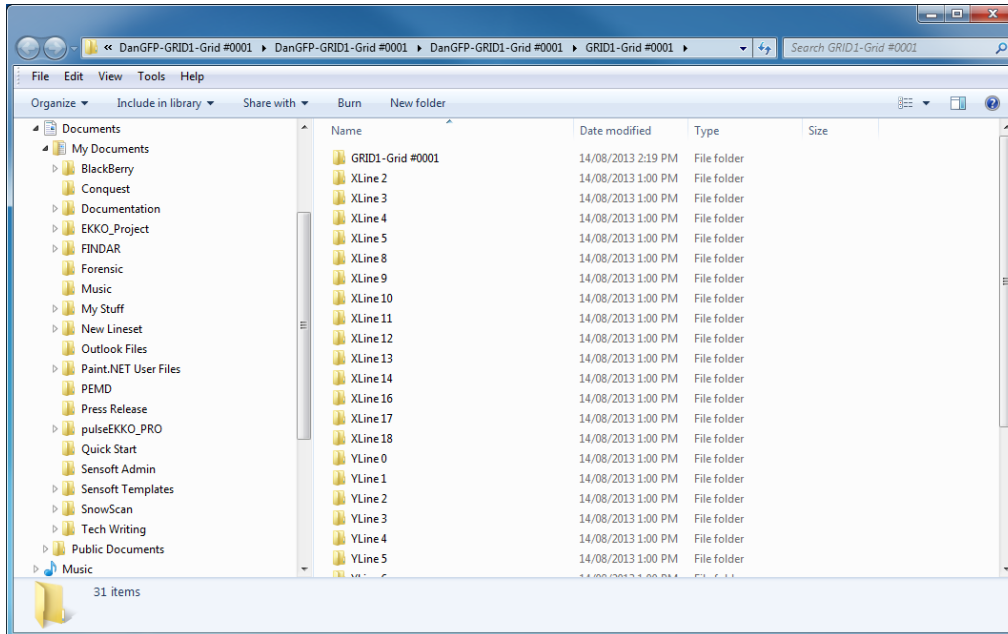 « DanGFP-GRID1-Grid #0001 ▸ DanGFP-GRID1-Grid #0001 ▸ DanGFP-GRID1-Grid #0001 ▸ GRID1-Grid #0001 ▸ Search GRID1-Grid #0001
File Edit View Tools Help
Organize Include in library Share with Burn New folder
Documents
My Documents
BlackBerry
Conquest
Documentation
EKKO_Project
FINDAR
Forensic
Music
My Stuff
New Lineset
Outlook Files
Paint.NET User Files
PEMD
Press Release
pulseEKKO_PRO
Quick Start
Sensoft Admin
Sensoft Templates
SnowScan
Tech Writing
Public Documents
Music
Name Date modified Type Size
GRID1-Grid #0001 14/08/2013 2:19 PM File folder
XLine 2 14/08/2013 1:00 PM File folder
XLine 3 14/08/2013 1:00 PM File folder
XLine 4 14/08/2013 1:00 PM File folder
XLine 5 14/08/2013 1:00 PM File folder
XLine 8 14/08/2013 1:00 PM File folder
XLine 9 14/08/2013 1:00 PM File folder
XLine 10 14/08/2013 1:00 PM File folder
XLine 11 14/08/2013 1:00 PM File folder
XLine 12 14/08/2013 1:00 PM File folder
XLine 13 14/08/2013 1:00 PM File folder
XLine 14 14/08/2013 1:00 PM File folder
XLine 16 14/08/2013 1:00 PM File folder
XLine 17 14/08/2013 1:00 PM File folder
XLine 18 14/08/2013 1:00 PM File folder
YLine 0 14/08/2013 1:00 PM File folder
YLine 1 14/08/2013 1:00 PM File folder
YLine 2 14/08/2013 1:00 PM File folder
YLine 3 14/08/2013 1:00 PM File folder
YLine 4 14/08/2013 1:00 PM File folder
YLine 5 14/08/2013 1:00 PM File folder
31 items